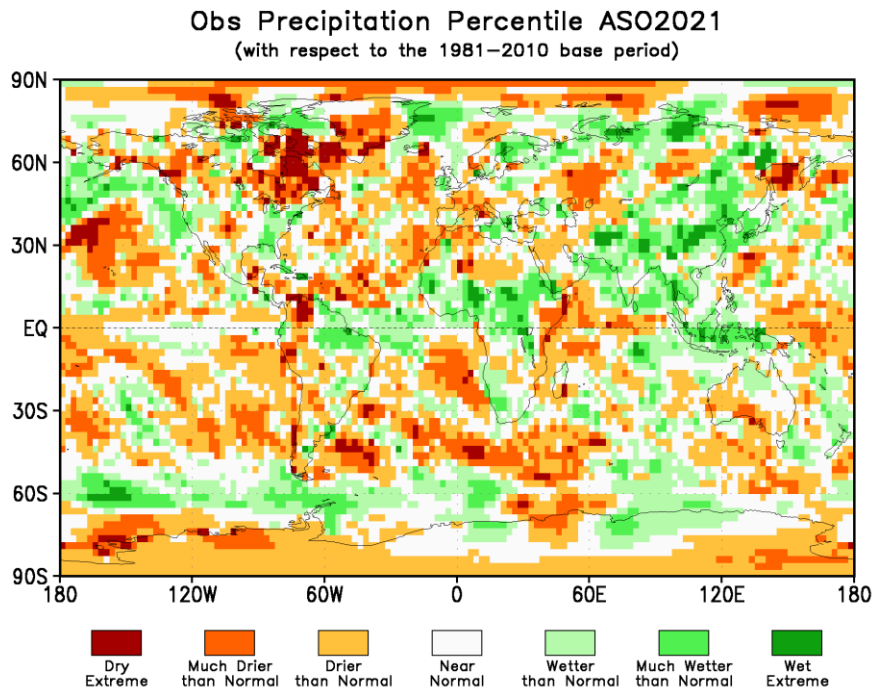 Obs Precipitation Percentile ASO2021
(with respect to the 1981−2010 base period)
90N
60N
30N
EQ
30S
60S
90S
180 120W 60W 0 60E 120E 180
Dry Much Drier Drier Near Wetter Much Wetter Wet
Extreme than Normal than Normal Normal than Normal than Normal Extreme